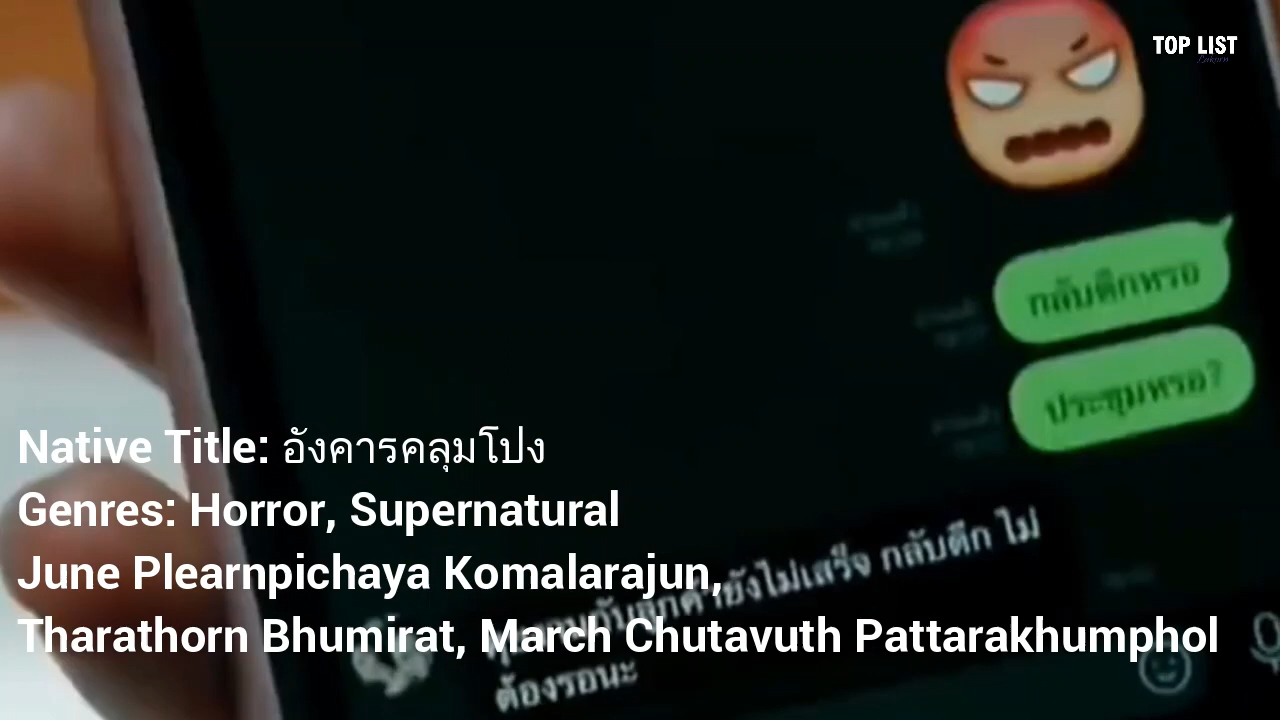 TOP LIST
Lakorn
กลับดึกหรอ
ประชุมหรอ?
Native Title: อังคารคลุมโปง
Genres: Horror, Supernatural
ยังไม่เสร็จ กลับดึก ไม่
June Plearnpichaya Komalarajun,
Tharathorn Bhumirat, March Chutavuth Pattarakhumphol
ต้องรอนะ